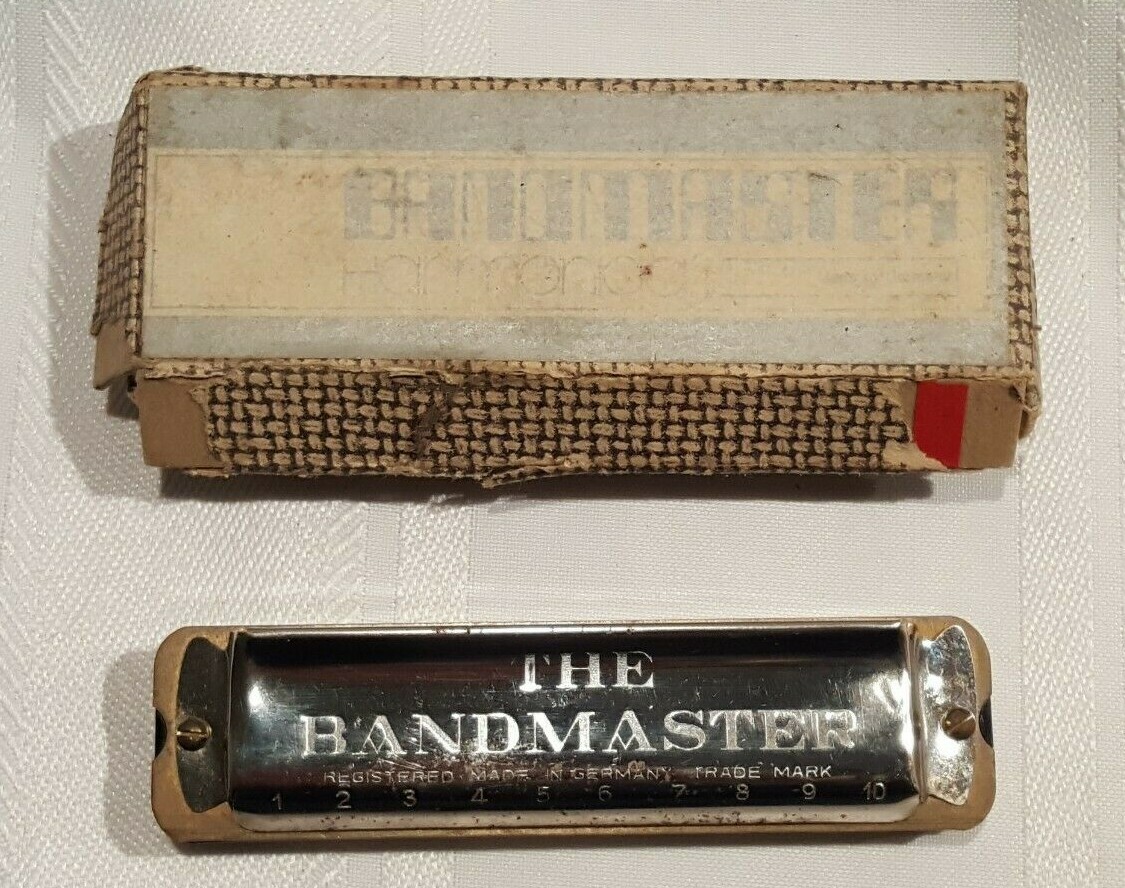 BANDMASTER
Harmonica
THE
BANDMASTER
REGISTERED MADE IN GERMANY TRADE MARK
1 2 3 4 5 6 7 8 9 10